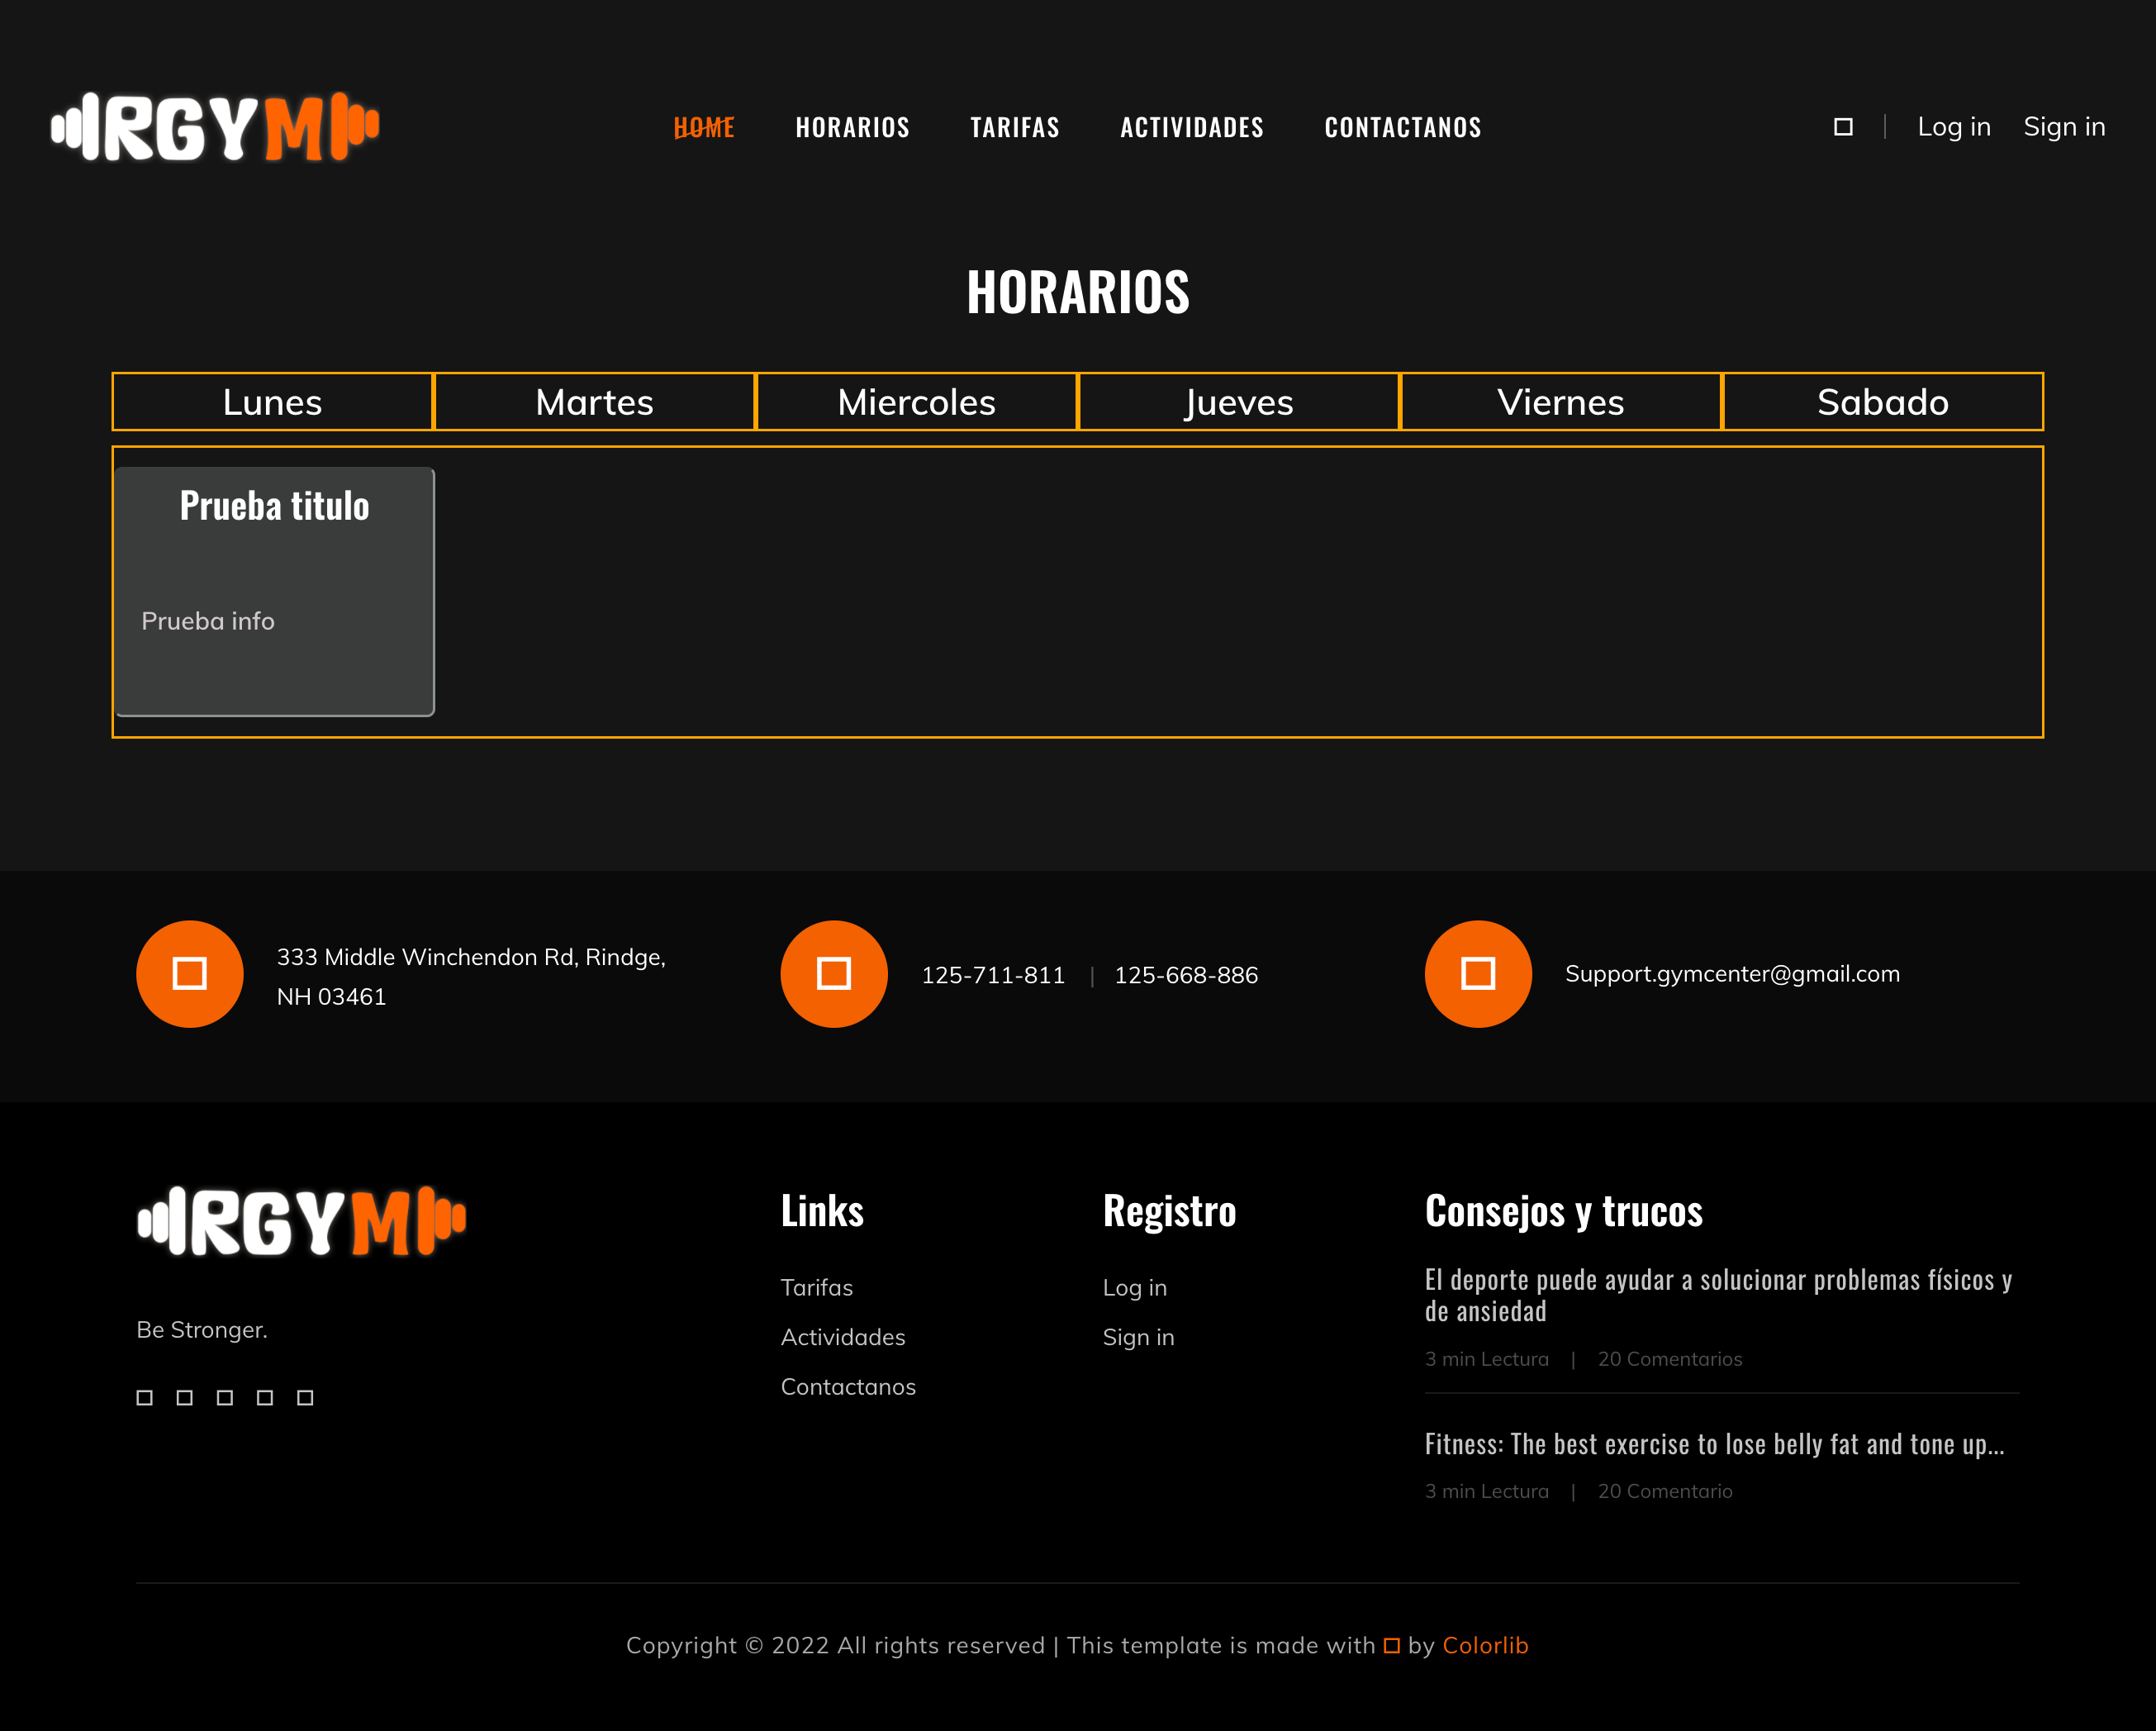 RGYM
HOME HORARIOS TARIFAS ACTIVIDADES CONTACTANOS
Log in Sign in
HORARIOS
Lunes Martes Miercoles Jueves Viernes Sabado
Prueba titulo
Prueba info
333 Middle Winchendon Rd, Rindge,
NH 03461
125-711-811 | 125-668-886
Support.gymcenter@gmail.com
RGYM
Be Stronger.
Links
Tarifas
Actividades
Contactanos
Registro
Log in
Sign in
Consejos y trucos
El deporte puede ayudar a solucionar problemas físicos y
de ansiedad
3 min Lectura | 20 Comentarios
Fitness: The best exercise to lose belly fat and tone up...
3 min Lectura | 20 Comentario
Copyright © 2022 All rights reserved | This template is made with by Colorlib